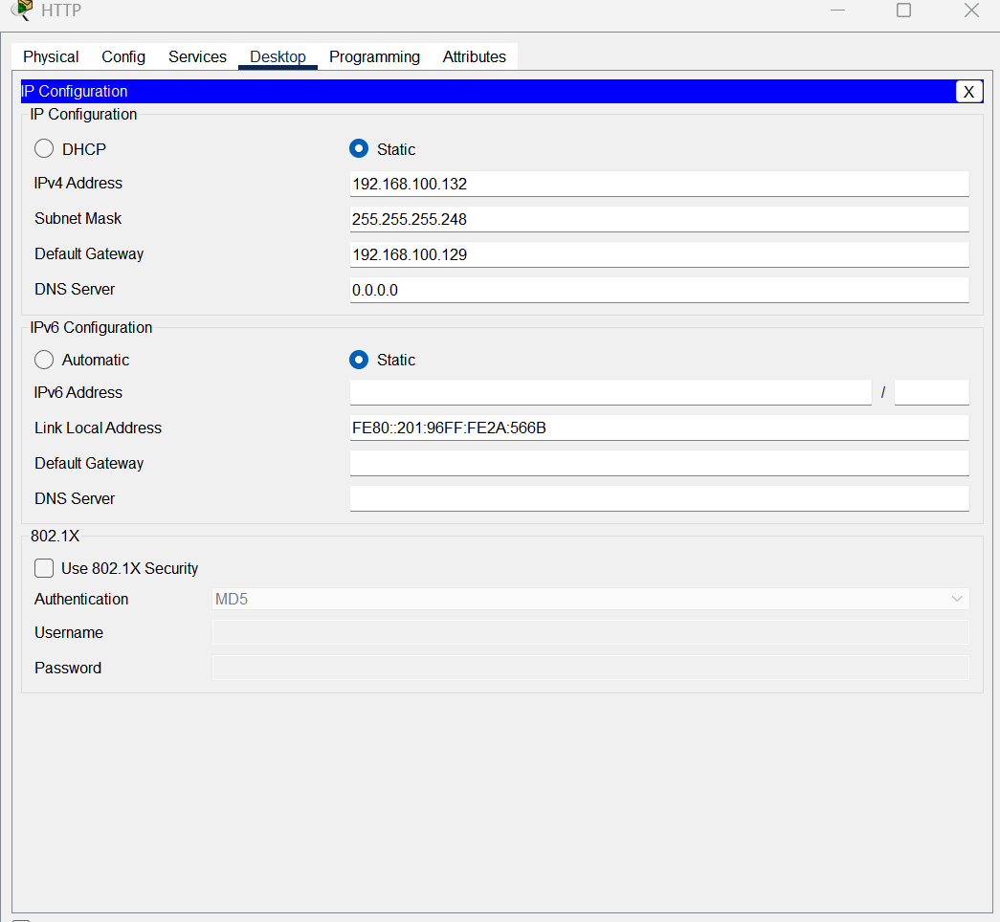 HTTP
Physical Config Services Desktop Programming Attributes
IP Configuration X
IP Configuration
DHCP Static
IPv4 Address 192.168.100.132
Subnet Mask 255.255.255.248
Default Gateway 192.168.100.129
DNS Server 0.0.0.0
IPv6 Configuration
Automatic Static
IPv6 Address /
Link Local Address FE80::201:96FF:FE2A:566B
Default Gateway
DNS Server
802.1X
Use 802.1X Security
Authentication MD5
Username
Password